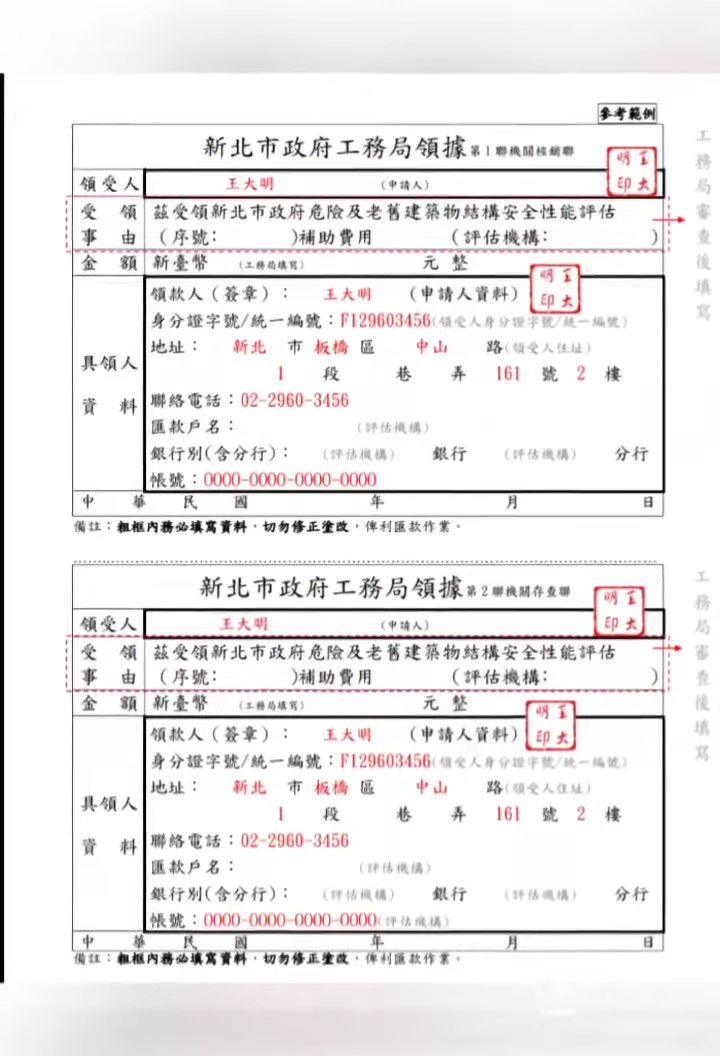 參考範例
新北市政府工務局領據第1聯機關核銷聯
領受人 王大明 (申請人)
王大明印
受領事由 茲受領新北市政府危險及老舊建築物結構安全性能評估
(序號: )補助費用 (評估機構: )
工務局審查後填寫
金額 新臺幣 (工務局填寫) 元整
具領人資料
領款人(簽章): 王大明 (申請人資料)
王大明印
身分證字號/統一編號:F129603456(領受人身分證字號/統一編號)
地址: 新北 市 板橋 區 中山 路(領受人住址)
1 段 巷 弄 161 號 2 樓
聯絡電話:02-2960-3456
匯款戶名: (評估機構)
銀行別(含分行): (評估機構) 銀行 (評估機構) 分行
帳號:0000-0000-0000-0000
中華民國 年 月 日
備註:粗框內務必填寫資料,切勿修正塗改,俾利匯款作業。
新北市政府工務局領據第2聯機關存查聯
領受人 王大明 (申請人)
王大明印
受領事由 茲受領新北市政府危險及老舊建築物結構安全性能評估
(序號: )補助費用 (評估機構: )
工務局審查後填寫
金額 新臺幣 (工務局填寫) 元整
具領人資料
領款人(簽章): 王大明 (申請人資料)
王大明印
身分證字號/統一編號:F129603456(領受人身分證字號/統一編號)
地址: 新北 市 板橋 區 中山 路(領受人住址)
1 段 巷 弄 161 號 2 樓
聯絡電話:02-2960-3456
匯款戶名: (評估機構)
銀行別(含分行): (評估機構) 銀行 (評估機構) 分行
帳號:0000-0000-0000-0000(評估機構)
中華民國 年 月 日
備註:粗框內務必填寫資料,切勿修正塗改,俾利匯款作業。